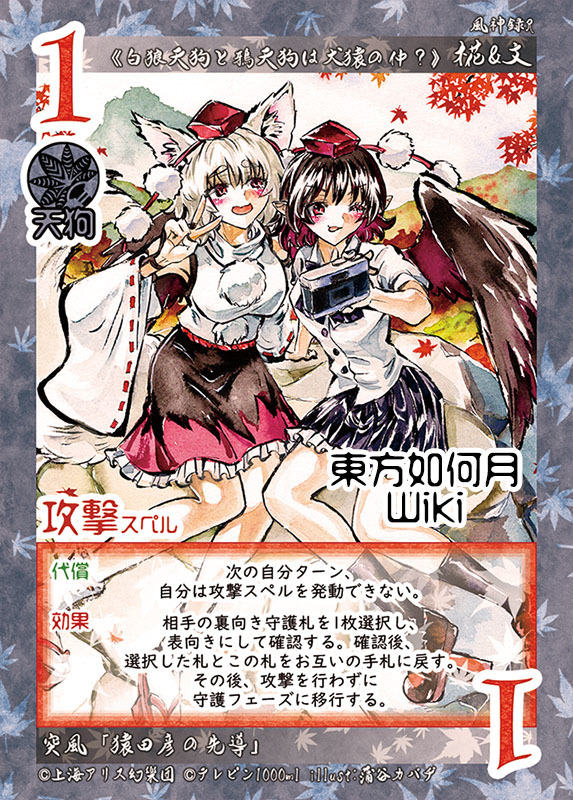 風神録
1
《白狼天狗と鴉天狗は犬猿の仲？》 椛＆文
天狗
東方如何月
Wiki
攻撃スペル
代償
次の自分ターン、
自分は攻撃スペルを発動できない。
効果
相手の裏向き守護札を1枚選択し、
表向きにして確認する。確認後、
選択した札とこの札をお互いの手札に戻す。
その後、攻撃を行わずに
守護フェーズに移行する。
1
突風「猿田彦の先導」
©上海アリス幻樂団 ©テレピン1000ml illust:蒲谷カバヂ